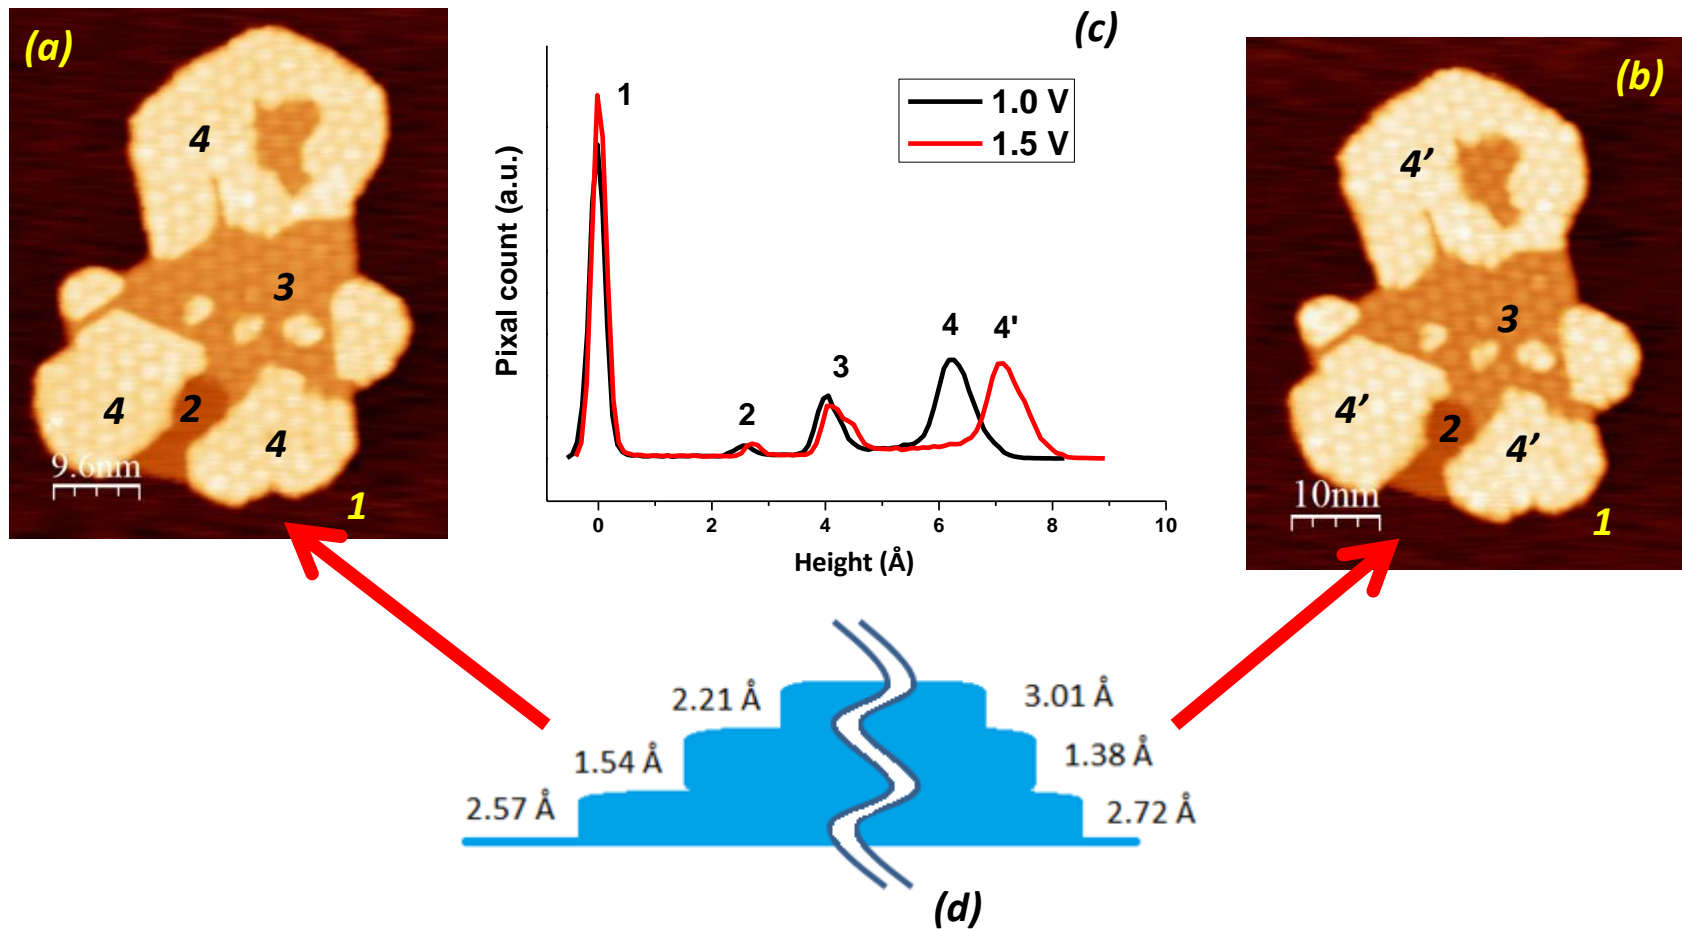 (a)
4
3
4
2
4
9.6nm
1
(c)
1.0 V
1.5 V
1
2
3
4
4'
Pixal count (a.u.)
0 2 4 6 8 10
Height (Å)
(b)
4’
3
4’
2
4’
10nm
1
2.21 Å
3.01 Å
1.54 Å
1.38 Å
2.57 Å
2.72 Å
(d)